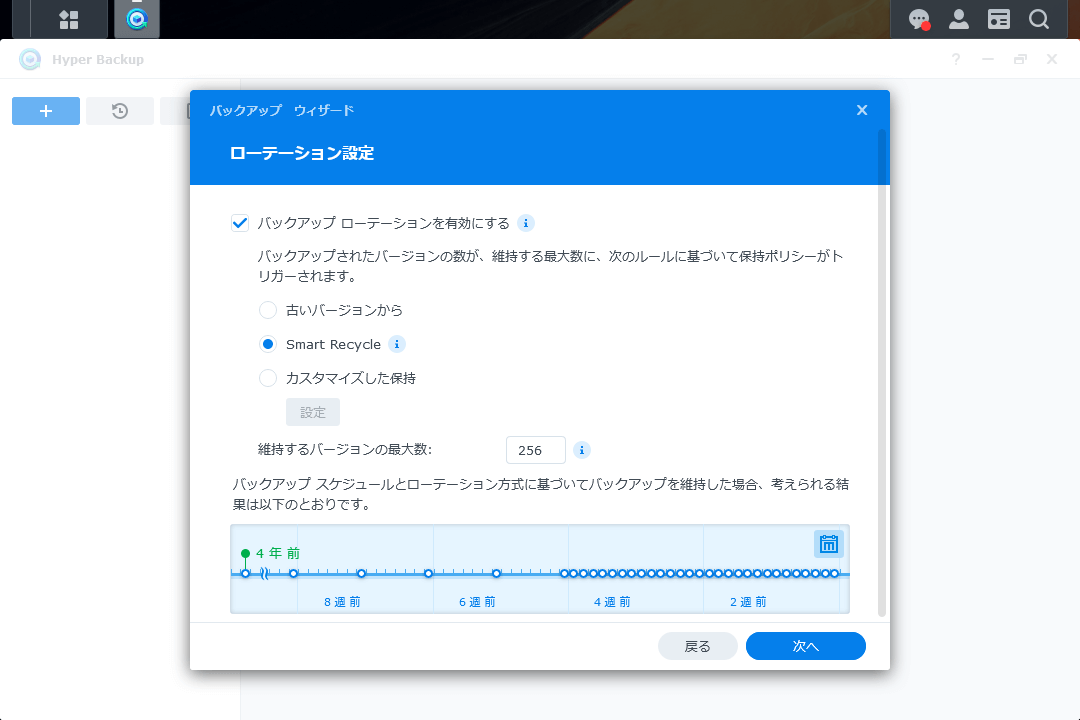 Hyper Backup
バックアップ ウィザード
ローテーション設定
バックアップ ローテーションを有効にする
バックアップされたバージョンの数が、維持する最大数に、次のルールに基づいて保持ポリシーがト
リガーされます。
古いバージョンから
Smart Recycle
カスタマイズした保持
設定
維持するバージョンの最大数: 256
バックアップ スケジュールとローテーション方式に基づいてバックアップを維持した場合、考えられる結
果は以下のとおりです。
4 年 前
8 週 前 6 週 前 4 週 前 2 週 前
戻る 次へ